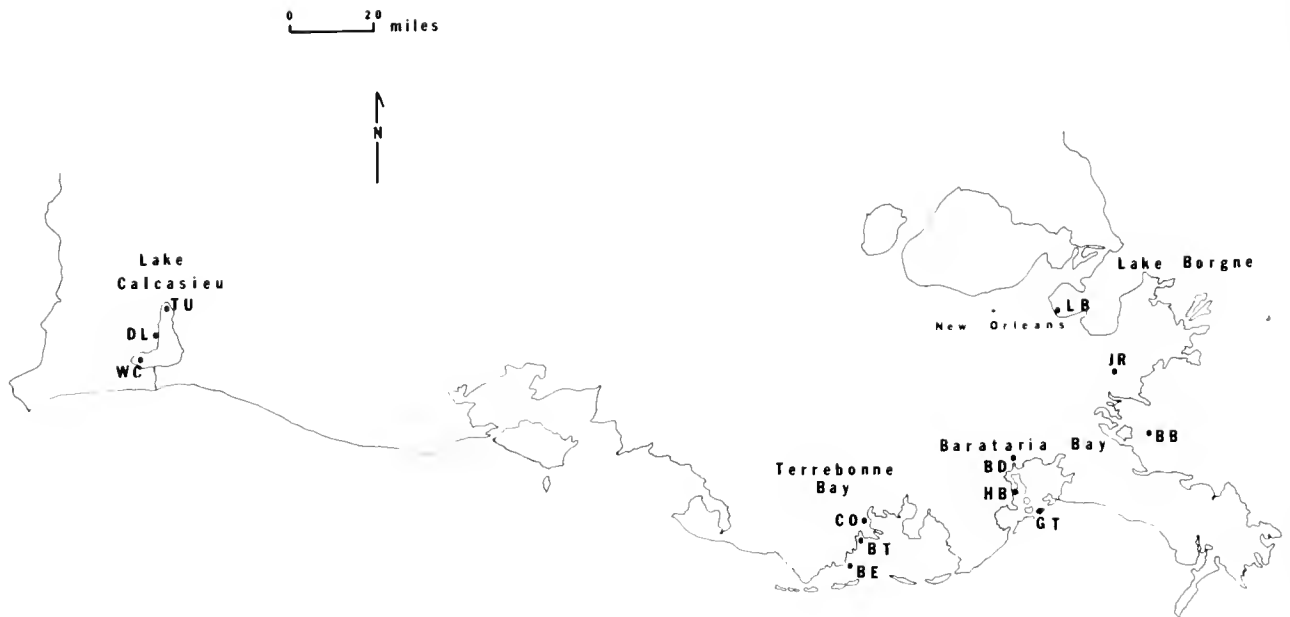 0 20
miles
N
Lake
Calcasieu
TU
DL
WC
Lake Borgne
LB
New Orleans
JR
BB
Barataria Bay
BD
HB
GT
Terrebonne
Bay
CO
BT
BE